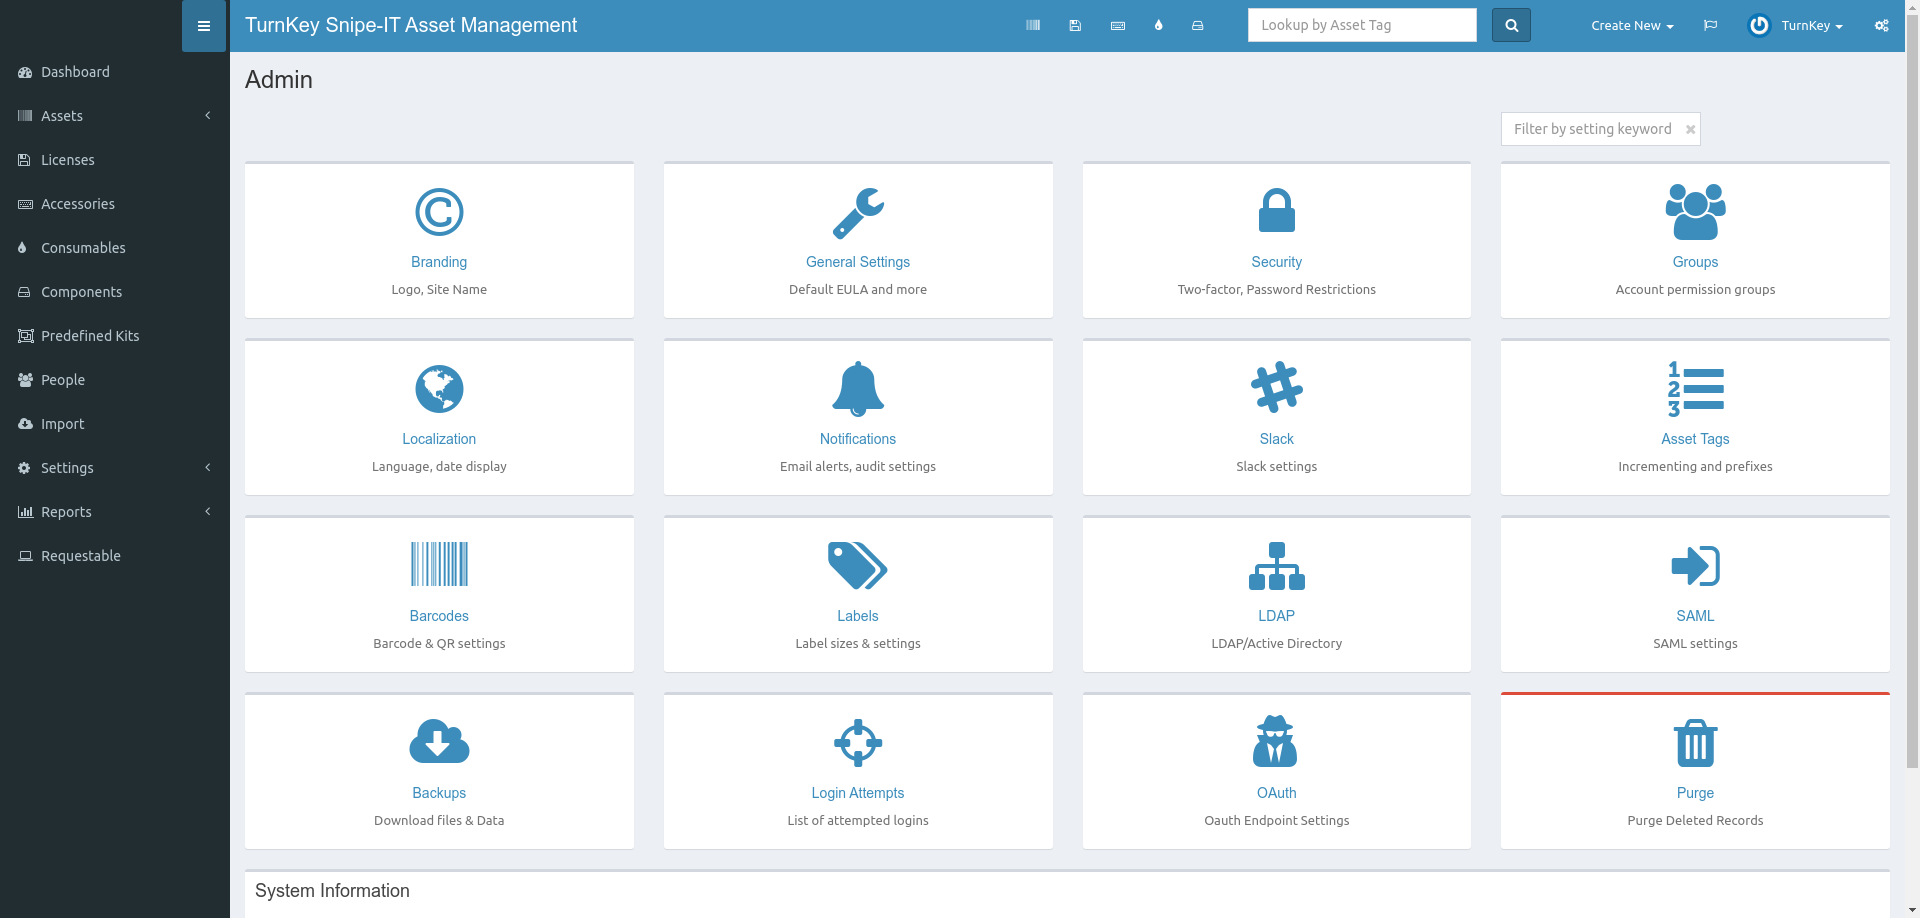 TurnKey Snipe-IT Asset Management
Lookup by Asset Tag
Create New
TurnKey
Dashboard
Assets
Licenses
Accessories
Consumables
Components
Predefined Kits
People
Import
Settings
Reports
Requestable
Admin
Filter by setting keyword
Branding
Logo, Site Name
General Settings
Default EULA and more
Security
Two-factor, Password Restrictions
Groups
Account permission groups
Localization
Language, date display
Notifications
Email alerts, audit settings
Slack
Slack settings
1
2
3
Asset Tags
Incrementing and prefixes
Barcodes
Barcode & QR settings
Labels
Label sizes & settings
LDAP
LDAP/Active Directory
SAML
SAML settings
Backups
Download files & Data
Login Attempts
List of attempted logins
OAuth
Oauth Endpoint Settings
Purge
Purge Deleted Records
System Information